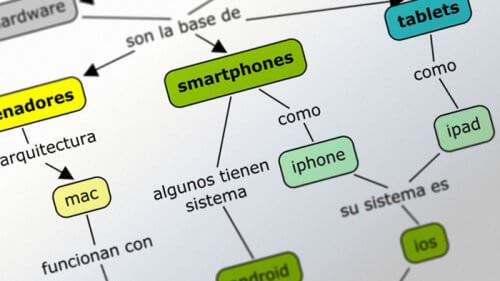 hardware
son la base de
tablets
smartphones
como
enadores
como
arquitectura
ipad
iphone
mac
algunos tienen
sistema
su sistema es
funcionan con
ios
android